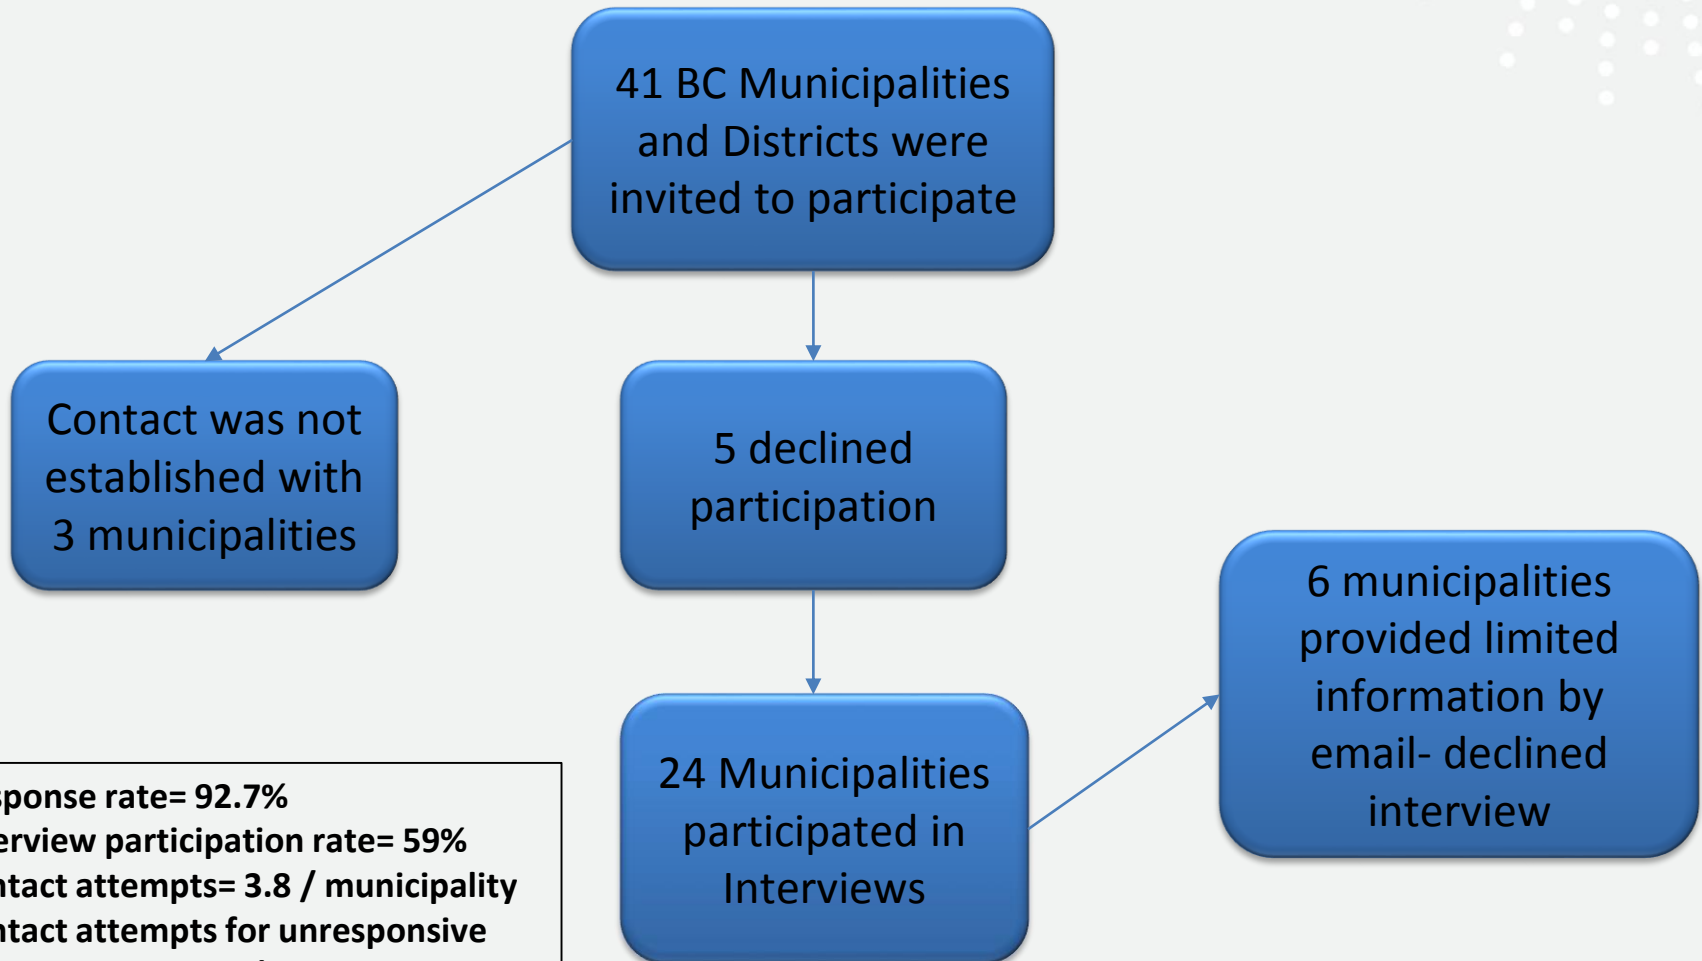 41 BC Municipalities
and Districts were
invited to participate
Contact was not
established with
3 municipalities
5 declined
participation
6 municipalities
provided limited
information by
email- declined
interview
24 Municipalities
participated in
Interviews
sponse rate= 92.7%
erview participation rate= 59%
ntact attempts= 3.8 / municipality
ntact attempts for unresponsive